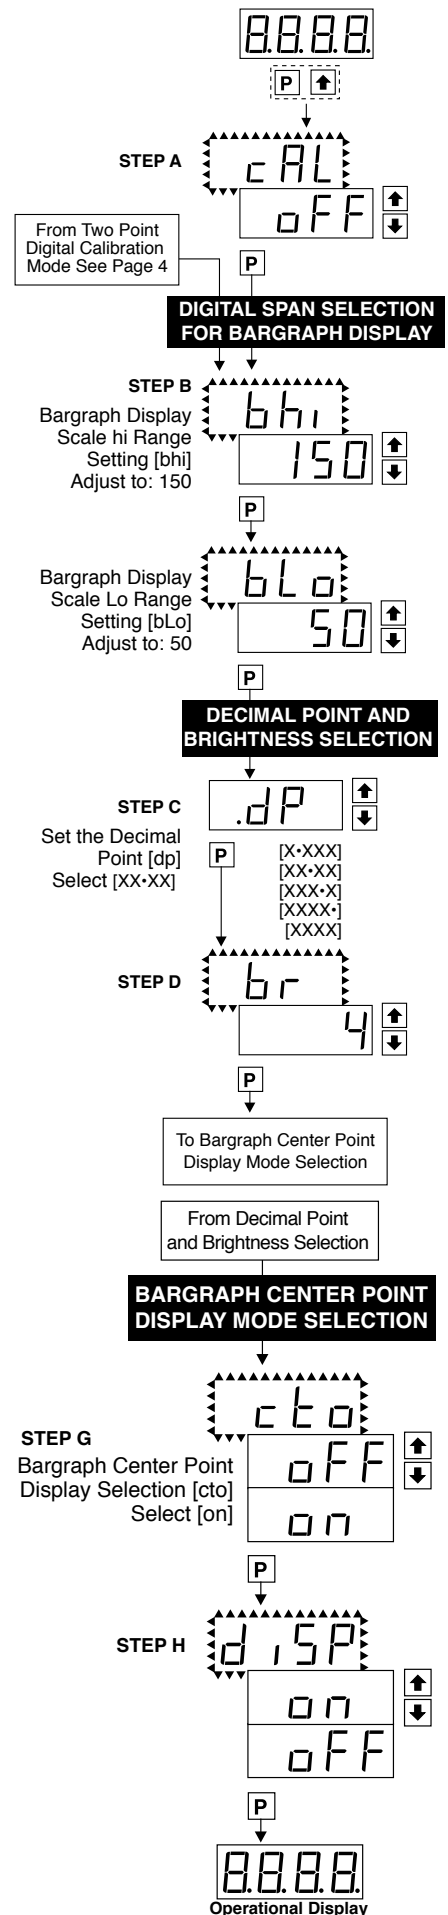 8.8.8.8.
P
STEP A
cAL
oFF
From Two Point
Digital Calibration
Mode See Page 4
P
DIGITAL SPAN SELECTION
FOR BARGRAPH DISPLAY
STEP B
bhi
Bargraph Display
Scale hi Range
Setting [bhi]
Adjust to: 150
150
P
bLo
Bargraph Display
Scale Lo Range
Setting [bLo]
Adjust to: 50
50
P
DECIMAL POINT AND
BRIGHTNESS SELECTION
STEP C
.dP
Set the Decimal
Point [dp]
Select [XX•XX]
P
[X•XXX]
[XX•XX]
[XXX•X]
[XXXX•]
[XXXX]
STEP D
br
4
P
To Bargraph Center Point
Display Mode Selection
From Decimal Point
and Brightness Selection
BARGRAPH CENTER POINT
DISPLAY MODE SELECTION
cto
STEP G
Bargraph Center Point
Display Selection [cto]
Select [on]
oFF
on
P
STEP H
diSP
on
oFF
P
8.8.8.8.
Operational Display